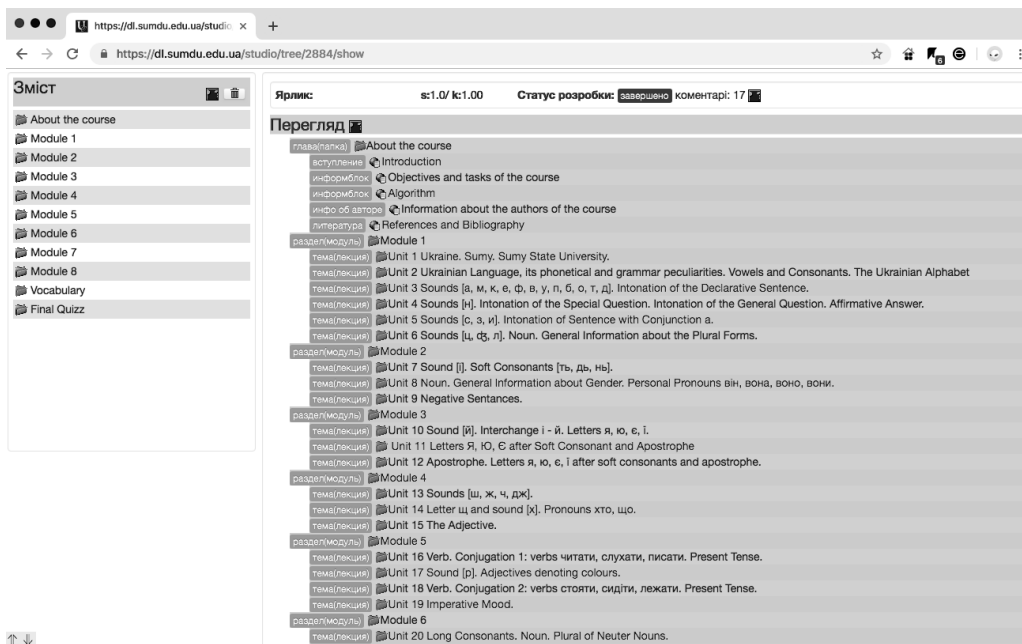 https://dl.sumdu.edu.ua/studio
https://dl.sumdu.edu.ua/studio/tree/2884/show
6
Зміст
About the course
Module 1
Module 2
Module 3
Module 4
Module 5
Module 6
Module 7
Module 8
Vocabulary
Final Quizz
Ярлик: s:1.0/ k:1.00 Статус розробки: завершено коментарі: 17
Перегляд
глава(папка) About the course
вступление Introduction
информблок Objectives and tasks of the course
информблок Algorithm
инфо об авторе Information about the authors of the course
литература References and Bibliography
раздел(модуль) Module 1
тема(лекция) Unit 1 Ukraine. Sumy. Sumy State University.
тема(лекция) Unit 2 Ukrainian Language, its phonetical and grammar peculiarities. Vowels and Consonants. The Ukrainian Alphabet
тема(лекция) Unit 3 Sounds [а, м, к, е, ф, в, у, п, б, о, т, д]. Intonation of the Declarative Sentence.
тема(лекция) Unit 4 Sounds [н]. Intonation of the Special Question. Intonation of the General Question. Affirmative Answer.
тема(лекция) Unit 5 Sounds [с, з, и]. Intonation of Sentence with Conjunction а.
тема(лекция) Unit 6 Sounds [ц, ʤ, л]. Noun. General Information about the Plural Forms.
раздел(модуль) Module 2
тема(лекция) Unit 7 Sound [і]. Soft Consonants [ть, дь, нь].
тема(лекция) Unit 8 Noun. General Information about Gender. Personal Pronouns він, вона, воно, вони.
тема(лекция) Unit 9 Negative Sentances.
раздел(модуль) Module 3
тема(лекция) Unit 10 Sound [й]. Interchange і - й. Letters я, ю, є, ї.
тема(лекция) Unit 11 Letters Я, Ю, Є after Soft Consonant and Apostrophe
тема(лекция) Unit 12 Apostrophe. Letters я, ю, є, ї after soft consonants and apostrophe.
раздел(модуль) Module 4
тема(лекция) Unit 13 Sounds [ш, ж, ч, дж].
тема(лекция) Unit 14 Letter щ and sound [х]. Pronouns хто, що.
тема(лекция) Unit 15 The Adjective.
раздел(модуль) Module 5
тема(лекция) Unit 16 Verb. Conjugation 1: verbs читати, слухати, писати. Present Tense.
тема(лекция) Unit 17 Sound [р]. Adjectives denoting colours.
тема(лекция) Unit 18 Verb. Conjugation 2: verbs стояти, сидіти, лежати. Present Tense.
тема(лекция) Unit 19 Imperative Mood.
раздел(модуль) Module 6
тема(лекция) Unit 20 Long Consonants. Noun. Plural of Neuter Nouns.